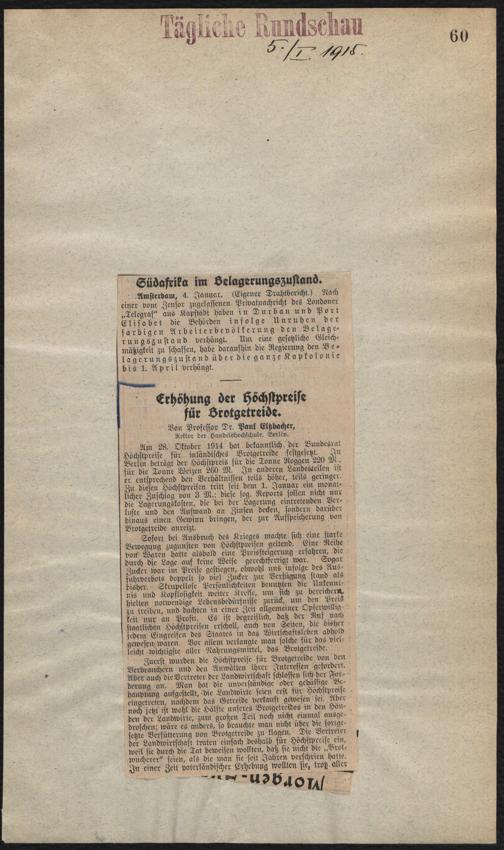 Tägliche Rundschau
60
5./I. 1915.
Südafrika im Belagerungszustand.
Amsterdam, 4. Januar. (Eigener Drahtbericht.) Nach
einer vom Zensor zugelassenen Privatnachricht des Londoner
„Telegraf“ aus Kapstadt haben in Durban und Port
Elisabet die Behörden infolge Unruhen der
farbigen Arbeiterbevölkerung den Belage-
rungszustand verhängt. Um eine gesetzliche Gleich-
mäßigkeit zu schaffen, habe daraufhin die Regierung den Be-
lagerungszustand über die ganze Kapkolonie
bis 1. April verhängt.
Erhöhung der Höchstpreise
für Brotgetreide.
Von Professor Dr. Paul Eltzbacher,
Rektor der Handelshochschule, Berlin.
Am 28. Oktober 1914 hat bekanntlich der Bundesrat
Höchstpreise für inländisches Brotgetreide festgesetzt. In
Berlin beträgt der Höchstpreis für die Tonne Roggen 220 M.,
für die Tonne Weizen 260 M. In anderen Landesteilen ist
er entsprechend den Verhältnissen teils höher, teils geringer.
Zu diesen Höchstpreisen tritt seit dem 1. Januar ein monat-
licher Zuschlag von 3 M.: diese sog. Reports sollen nicht nur
die Lagerungskosten, die bei der Lagerung eintretenden Ver-
luste und den Aufwand an Zinsen decken, sondern darüber
hinaus einen Gewinn bringen, der zur Aufspeicherung von
Brotgetreide anreizt.
Sofort bei Ausbruch des Krieges machte sich eine starke
Bewegung zugunsten von Höchstpreisen geltend. Eine Reihe
von Waren hatte alsbald eine Preissteigerung erfahren, die
durch die Lage auf keine Weise gerechtfertigt war. Sogar
Zucker war im Preise gestiegen, obwohl uns infolge des Aus-
fuhrverbots doppelt so viel Zucker zur Verfügung stand als
bisher. Skrupellose Persönlichkeiten benutzten die Unkennt-
nis und Kopflosigkeit weiter Kreise, um sich zu bereichern,
hielten notwendige Lebensbedürfnisse zurück, um den Preis
zu treiben, und dachten in einer Zeit allgemeiner Opferwillig-
keit nur an Profit. Es ist begreiflich, daß der Ruf nach
staatlichen Höchstpreisen erscholl, auch von Seiten, die bisher
jedem Eingreifen des Staates in das Wirtschaftsleben abhold
gewesen waren. Vor allem verlangte man solche für das viel-
leicht wichtigste aller Nahrungsmittel, das Brotgetreide.
Zuerst wurden die Höchstpreise für Brotgetreide von den
Verbrauchern und den Anwälten ihrer Interessen gefordert.
Aber auch die Vertreter der Landwirtschaft schlossen sich der For-
derung an. Man hat die unverständige oder gehässige Be-
hauptung aufgestellt, die Landwirte seien erst für Höchstpreise
eingetreten, nachdem das Getreide verkauft gewesen sei. Aber
noch jetzt ist wohl die Hälfte unseres Brotgetreides in den Hän-
den der Landwirte, zum großen Teil noch nicht einmal ausge-
droschen; wäre es anders, so brauchte man nicht über die fortge-
setzte Verfütterung von Brotgetreide zu klagen. Die Vertreter
der Landwirtschaft traten einfach deshalb für Höchstpreise ein,
weil sie durch die Tat beweisen wollten, daß sie nicht die „Brot-
wucherer“ seien, als die man sie seit Jahren verschrien hatte.
In einer Zeit vaterländischer Erhebung wollten sie, trotz aller
Morgen-